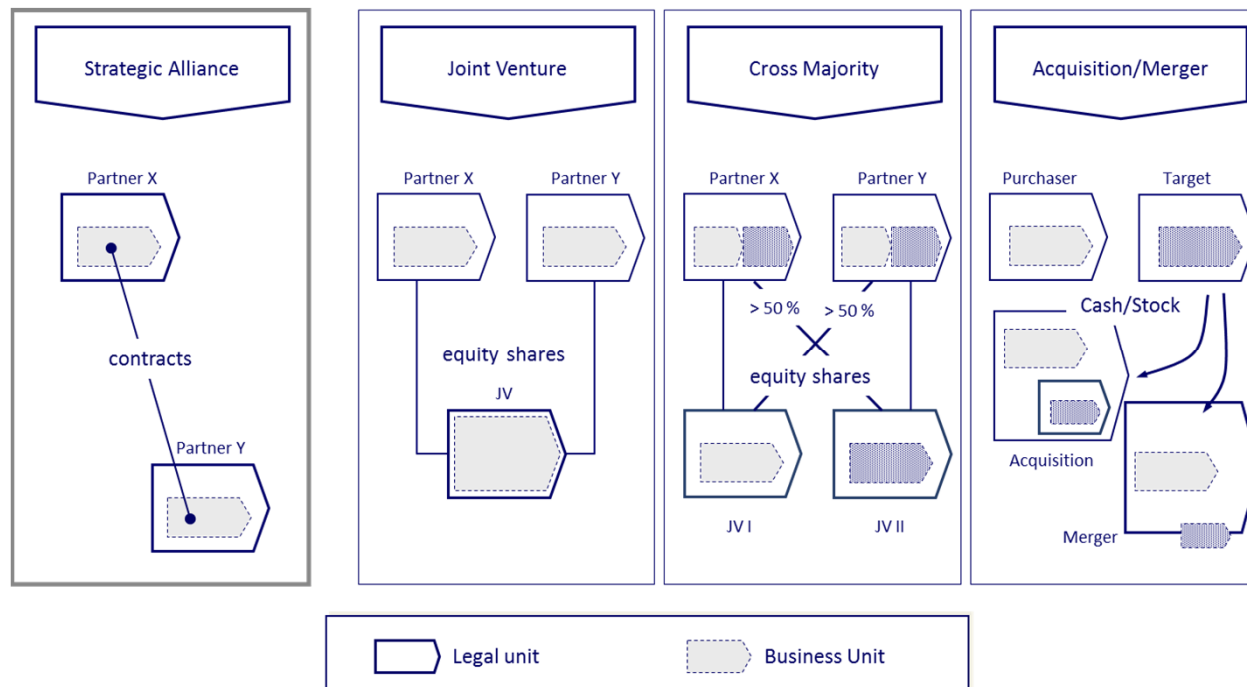 Strategic Alliance
Partner X
contracts
Partner Y
Joint Venture
Partner X
Partner Y
equity shares
JV
Cross Majority
Partner X
Partner Y
> 50 %
> 50 %
equity shares
JV I
JV II
Acquisition/Merger
Purchaser
Target
Cash/Stock
Acquisition
Merger
Legal unit
Business Unit